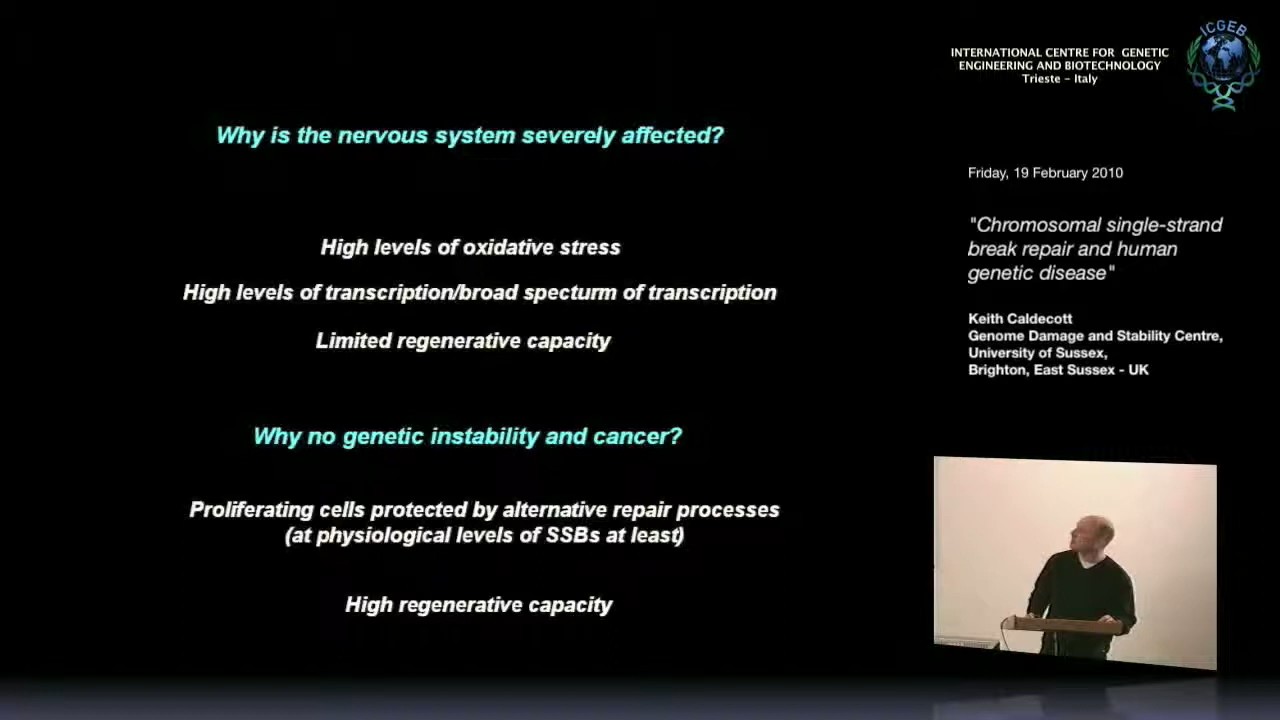 Why is the nervous system severely affected?
High levels of oxidative stress
High levels of transcription/broad specturm of transcription
Limited regenerative capacity
Why no genetic instability and cancer?
Proliferating cells protected by alternative repair processes
(at physiological levels of SSBs at least)
High regenerative capacity
INTERNATIONAL CENTRE FOR GENETIC
ENGINEERING AND BIOTECHNOLOGY
Trieste - Italy
ICGEB
Friday, 19 February 2010
"Chromosomal single-strand
break repair and human
genetic disease"
Keith Caldecott
Genome Damage and Stability Centre,
University of Sussex,
Brighton, East Sussex - UK